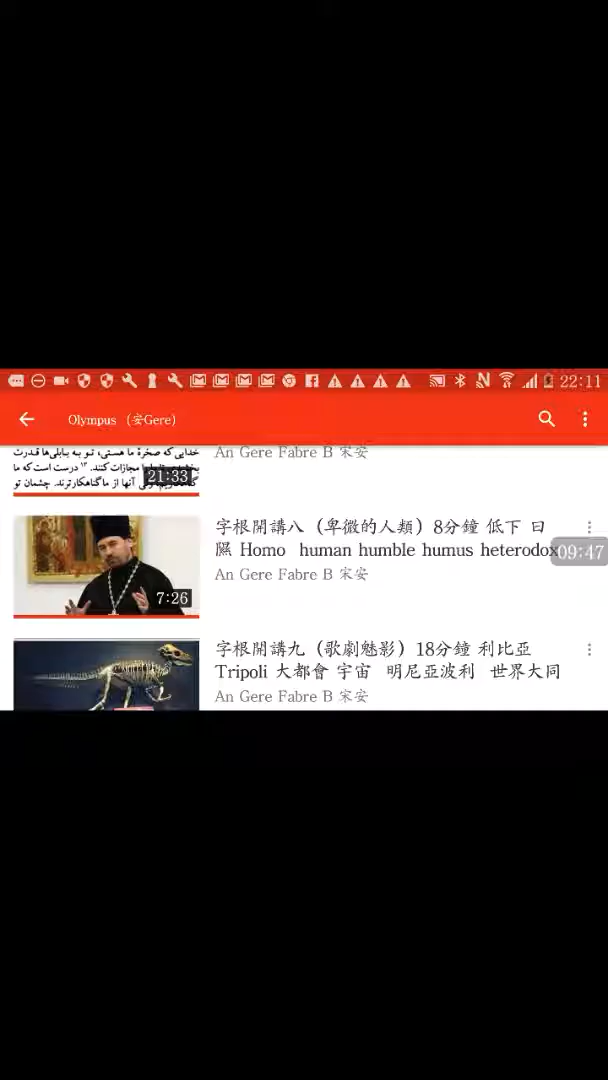 22:11
Olympus (安Gere)
خدایی که صخرهٔ ما هستی، تو به بابلی‌ها قدرت
مجازات کنند. ۱۳ درست است که ما
آنها از ما گناهکارترند. چشمان تو
21:33
An Gere Fabre B 宋安
字根開講八（卑微的人類）8分鐘 低下 曰
Homo human humble humus heterodox
09:47
An Gere Fabre B 宋安
7:26
字根開講九（歌劇魅影）18分鐘 利比亞
Tripoli 大都會 宇宙 明尼亞波利 世界大同
An Gere Fabre B 宋安